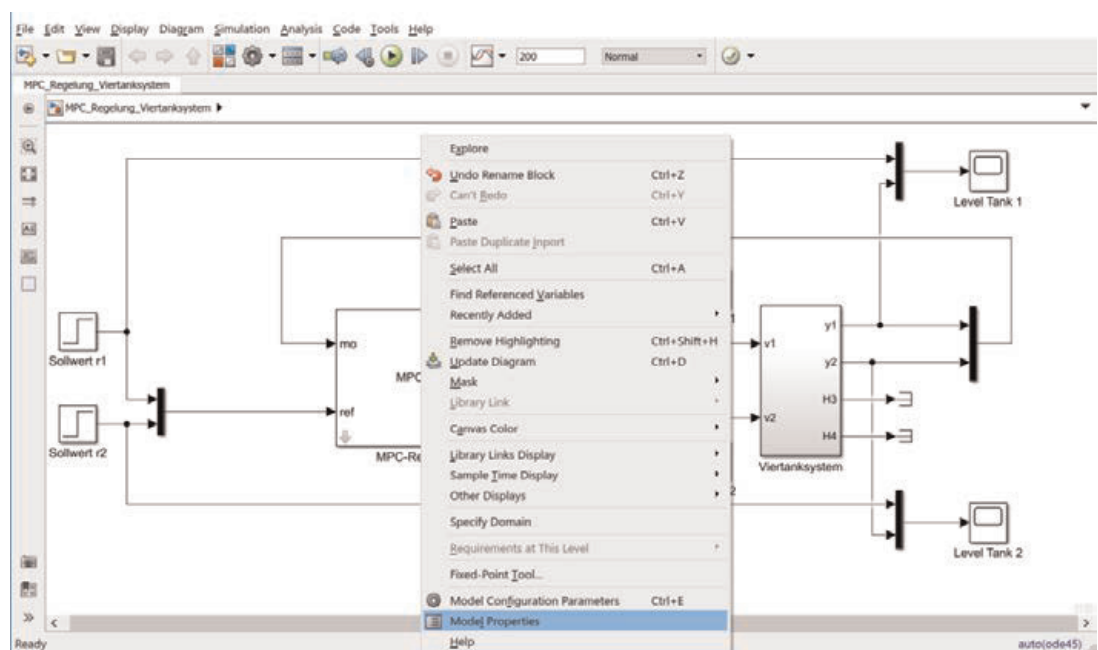 File Edit View Display Diagram Simulation Analysis Code Tools Help
200 Normal
MPC_Regelung_Viertanksystem
MPC_Regelung_Viertanksystem
Explore
Undo Rename Block Ctrl+Z
Can't Redo Ctrl+Y
Paste Ctrl+V
Paste Duplicate Inport
Select All Ctrl+A
Find Referenced Variables
Recently Added
Remove Highlighting Ctrl+Shift+H
Update Diagram Ctrl+D
Mask
Library Link
Canvas Color
Library Links Display
Sample Time Display
Other Displays
Specify Domain
Requirements at This Level
Fixed-Point Tool...
Model Configuration Parameters Ctrl+E
Model Properties
Help
Sollwert r1
Sollwert r2
mo
MPC
ref
MPC-Re
1
2
v1
v2
y1
y2
H3
H4
Viertanksystem
Level Tank 1
Level Tank 2
Ready auto(ode45)